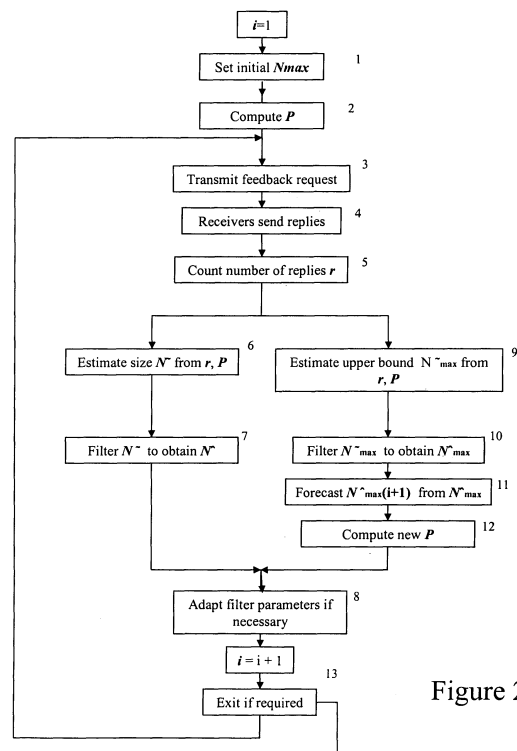 i=1
1
Set initial Nmax
2
Compute P
3
Transmit feedback request
4
Receivers send replies
5
Count number of replies r
6
Estimate size N~ from r, P
9
Estimate upper bound N ~max from
r, P
7
Filter N~ to obtain N^
10
Filter N~max to obtain N^max
11
Forecast N^max(i+1) from N^max
12
Compute new P
8
Adapt filter parameters if
necessary
i = i + 1
13
Exit if required
Figure 2